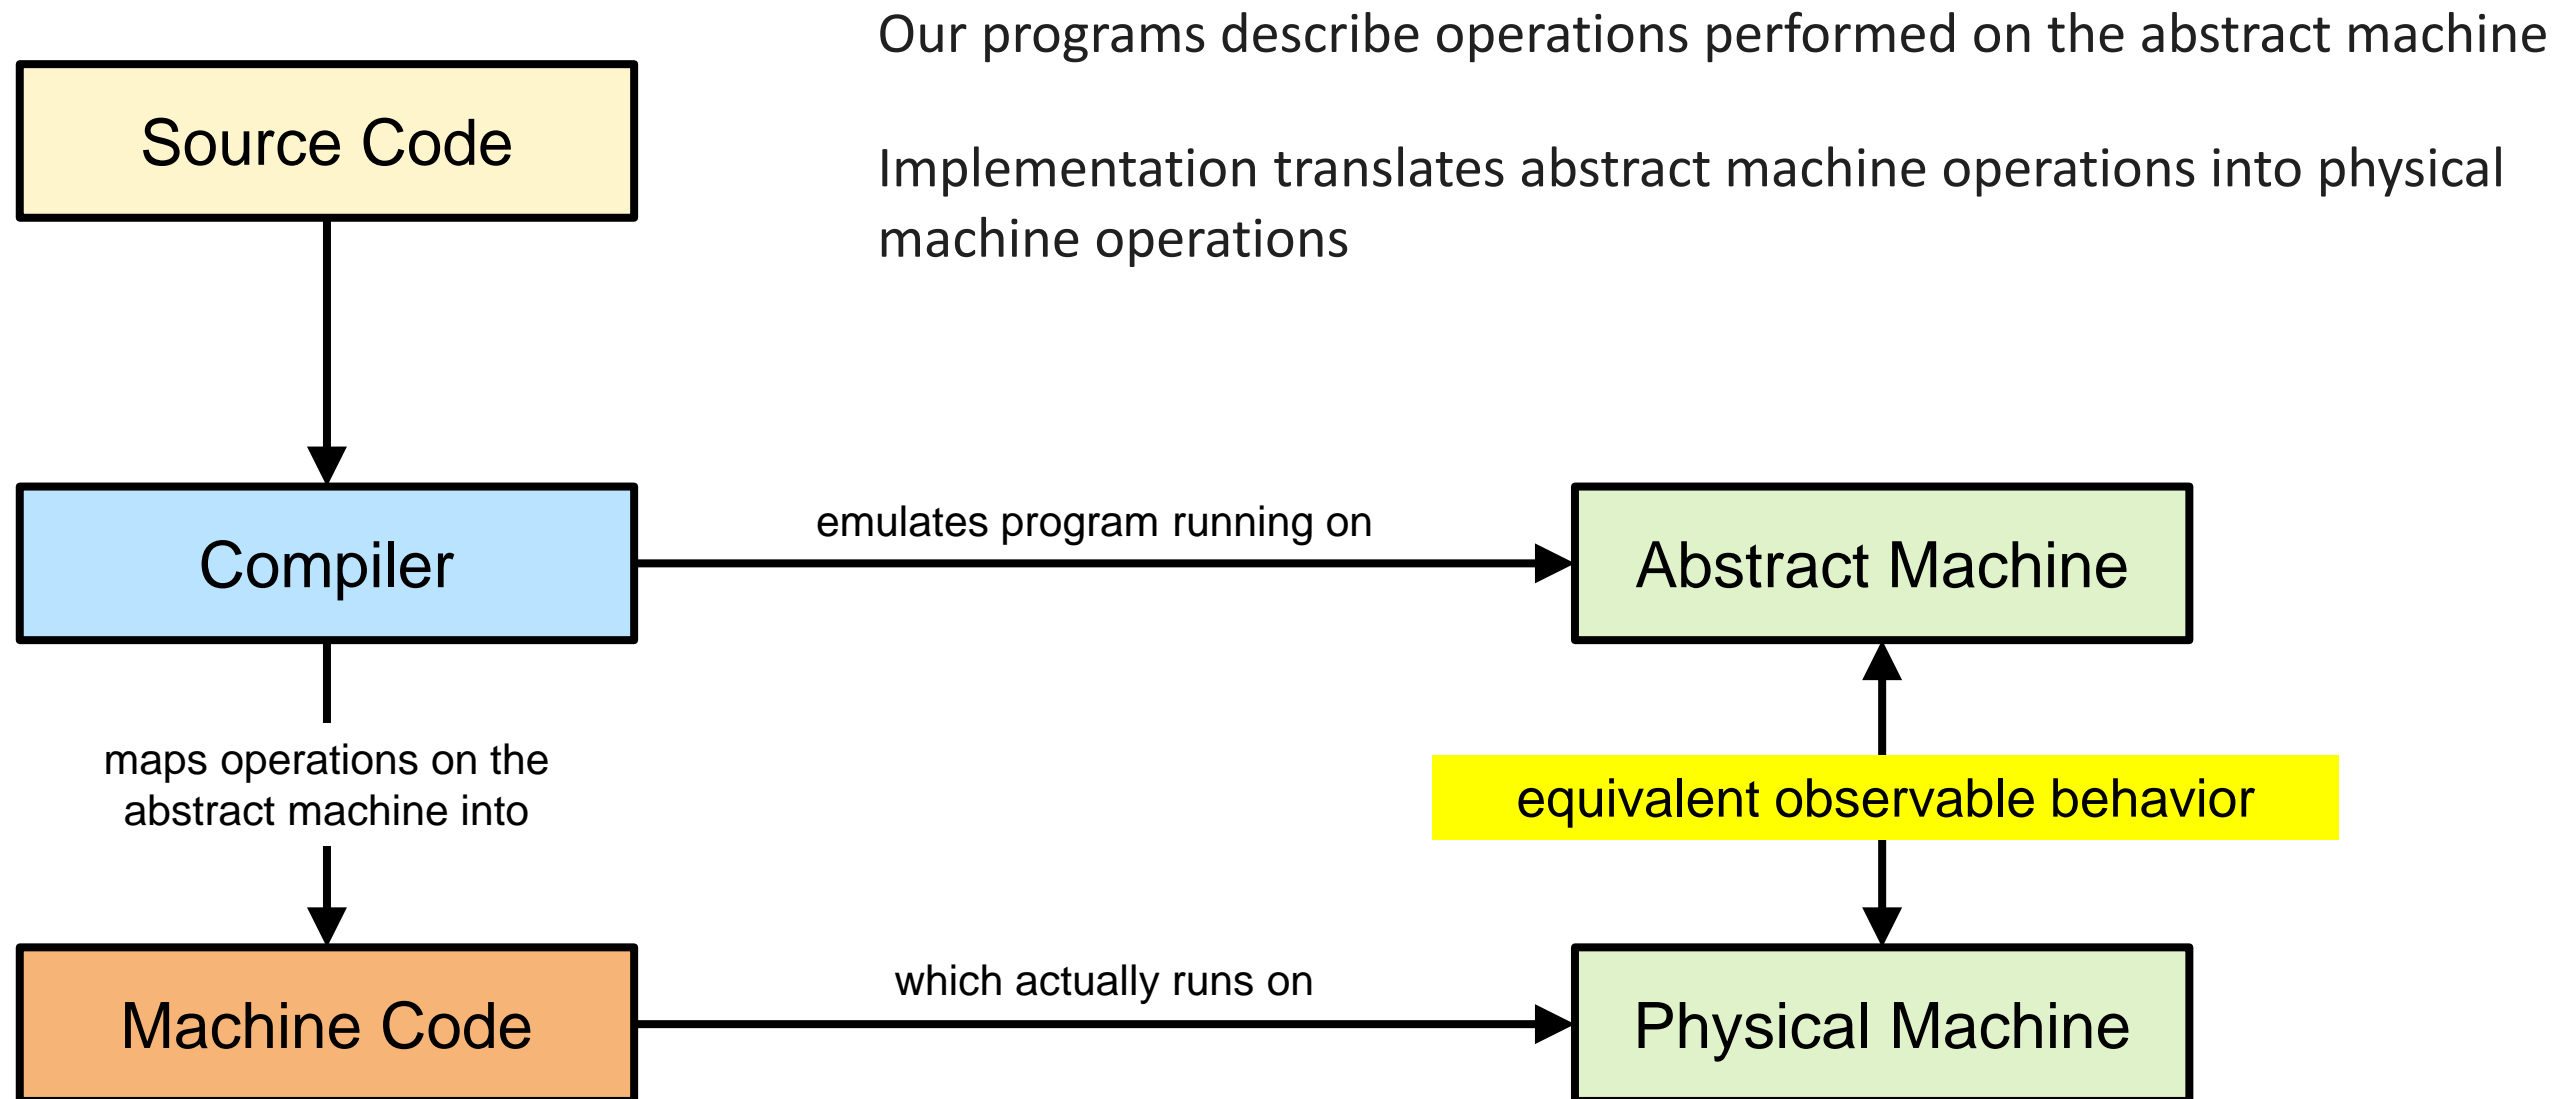 Our programs describe operations performed on the abstract machine
Implementation translates abstract machine operations into physical
machine operations
Source Code
Compiler
emulates program running on
Abstract Machine
maps operations on the
abstract machine into
equivalent observable behavior
Machine Code
which actually runs on
Physical Machine